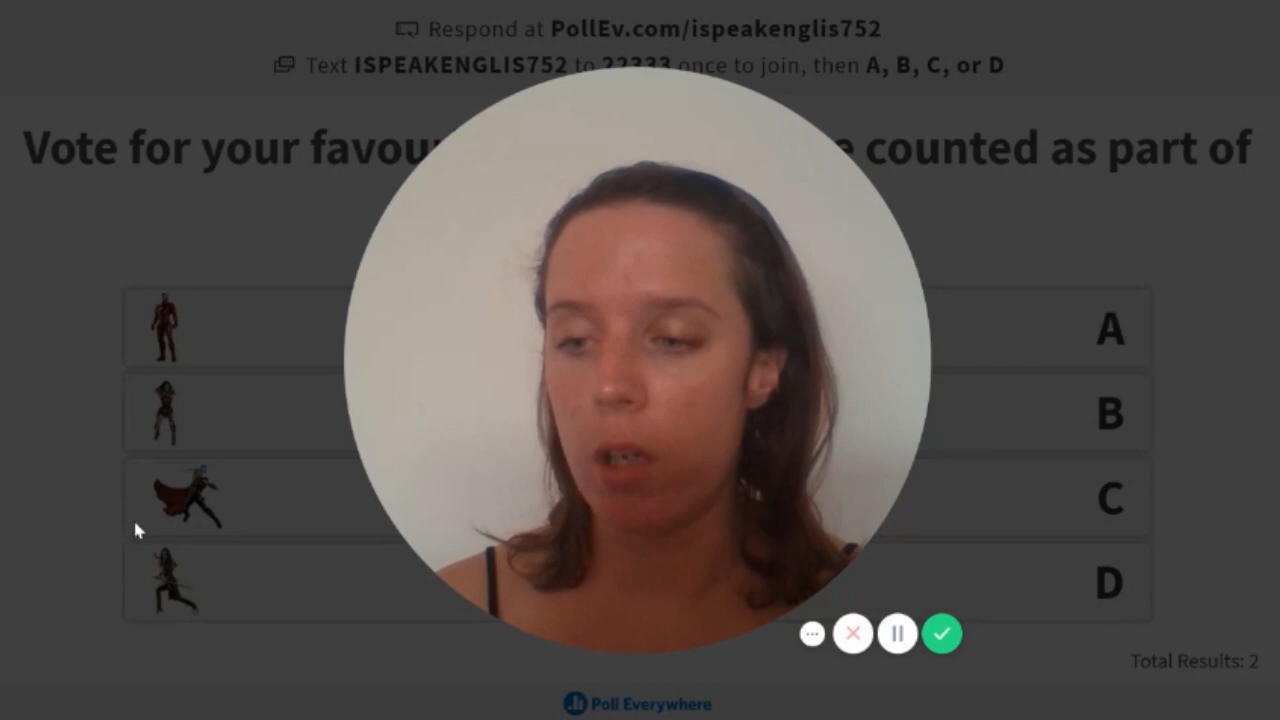 Respond at PollEv.com/ispeakenglis752
Text ISPEAKENGLIS752 to 22333 once to join, then A, B, C, or D
Vote for your counted as part of
A
B
C
D
Total Results: 2
Poll Everywhere